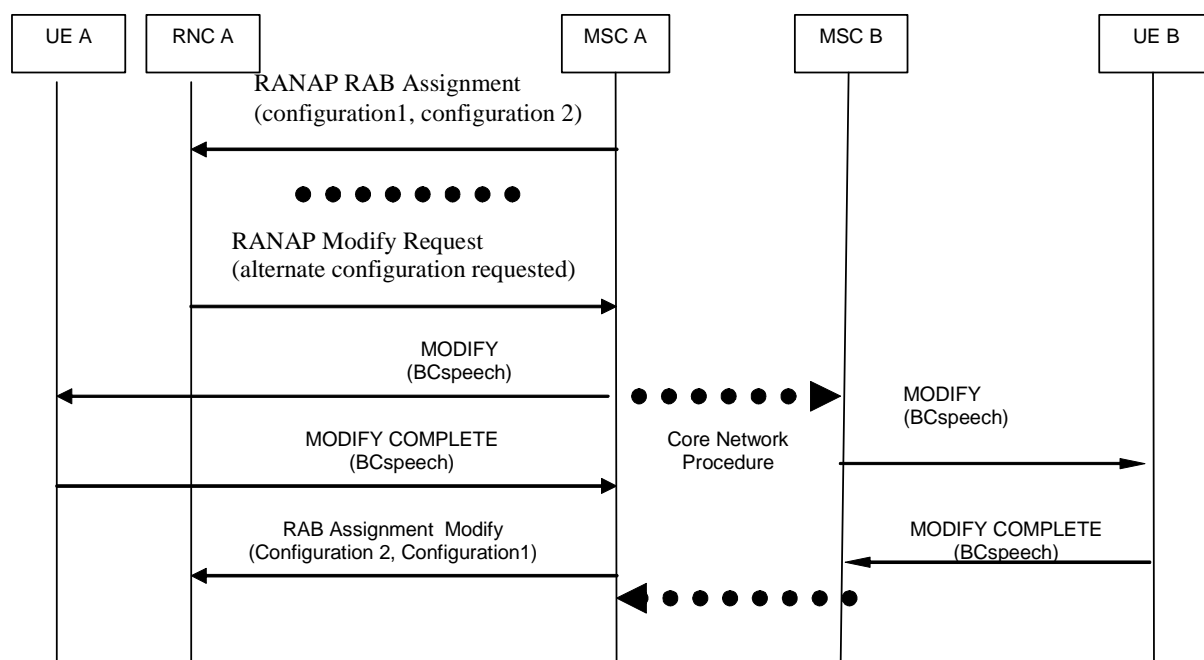 UE A
RNC A
MSC A
MSC B
UE B
RANAP RAB Assignment
(configuration1, configuration 2)
RANAP Modify Request
(alternate configuration requested)
MODIFY
(BCspeech)
MODIFY
(BCspeech)
MODIFY COMPLETE
(BCspeech)
Core Network
Procedure
RAB Assignment  Modify
(Configuration 2, Configuration1)
MODIFY COMPLETE
(BCspeech)